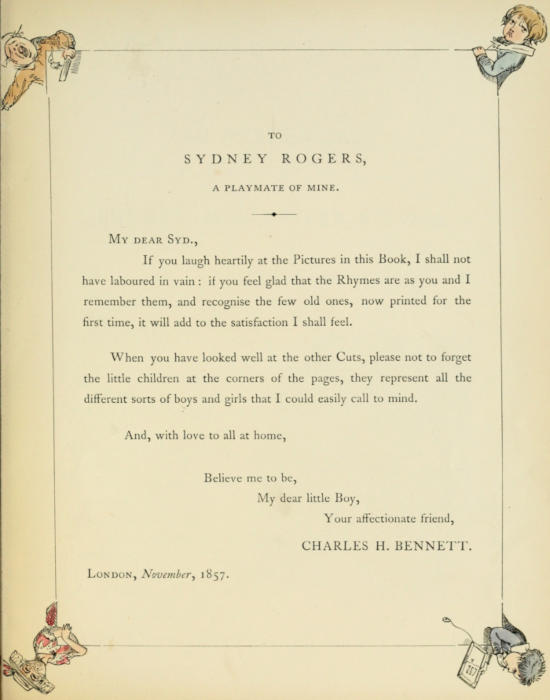 TO
SYDNEY ROGERS,
A PLAYMATE OF MINE.
MY DEAR SYD.,
If you laugh heartily at the Pictures in this Book, I shall not
have laboured in vain: if you feel glad that the Rhymes are as you and I
remember them, and recognise the few old ones, now printed for the
first time, it will add to the satisfaction I shall feel.
When you have looked well at the other Cuts, please not to forget
the little children at the corners of the pages, they represent all the
different sorts of boys and girls that I could easily call to mind.
And, with love to all at home,
Believe me to be,
My dear little Boy,
Your affectionate friend,
CHARLES H. BENNETT.
LONDON, November, 1857.